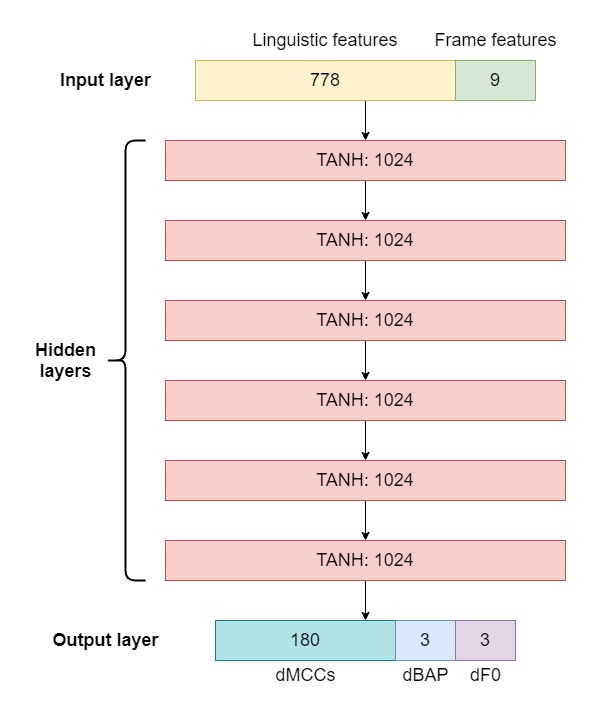 Linguistic features Frame features
Input layer 778 9
TANH: 1024
TANH: 1024
TANH: 1024
Hidden
layers
TANH: 1024
TANH: 1024
TANH: 1024
Output layer 180 3 3
dMCCs dBAP dF0